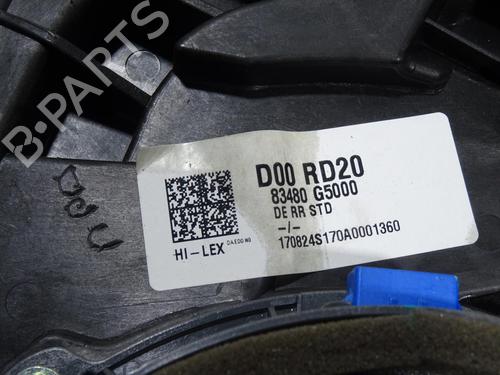 B-PARTS
D00 RD20
83480 G5000
DE RR STD
-/-
170824S170A0001360
HI-LEX